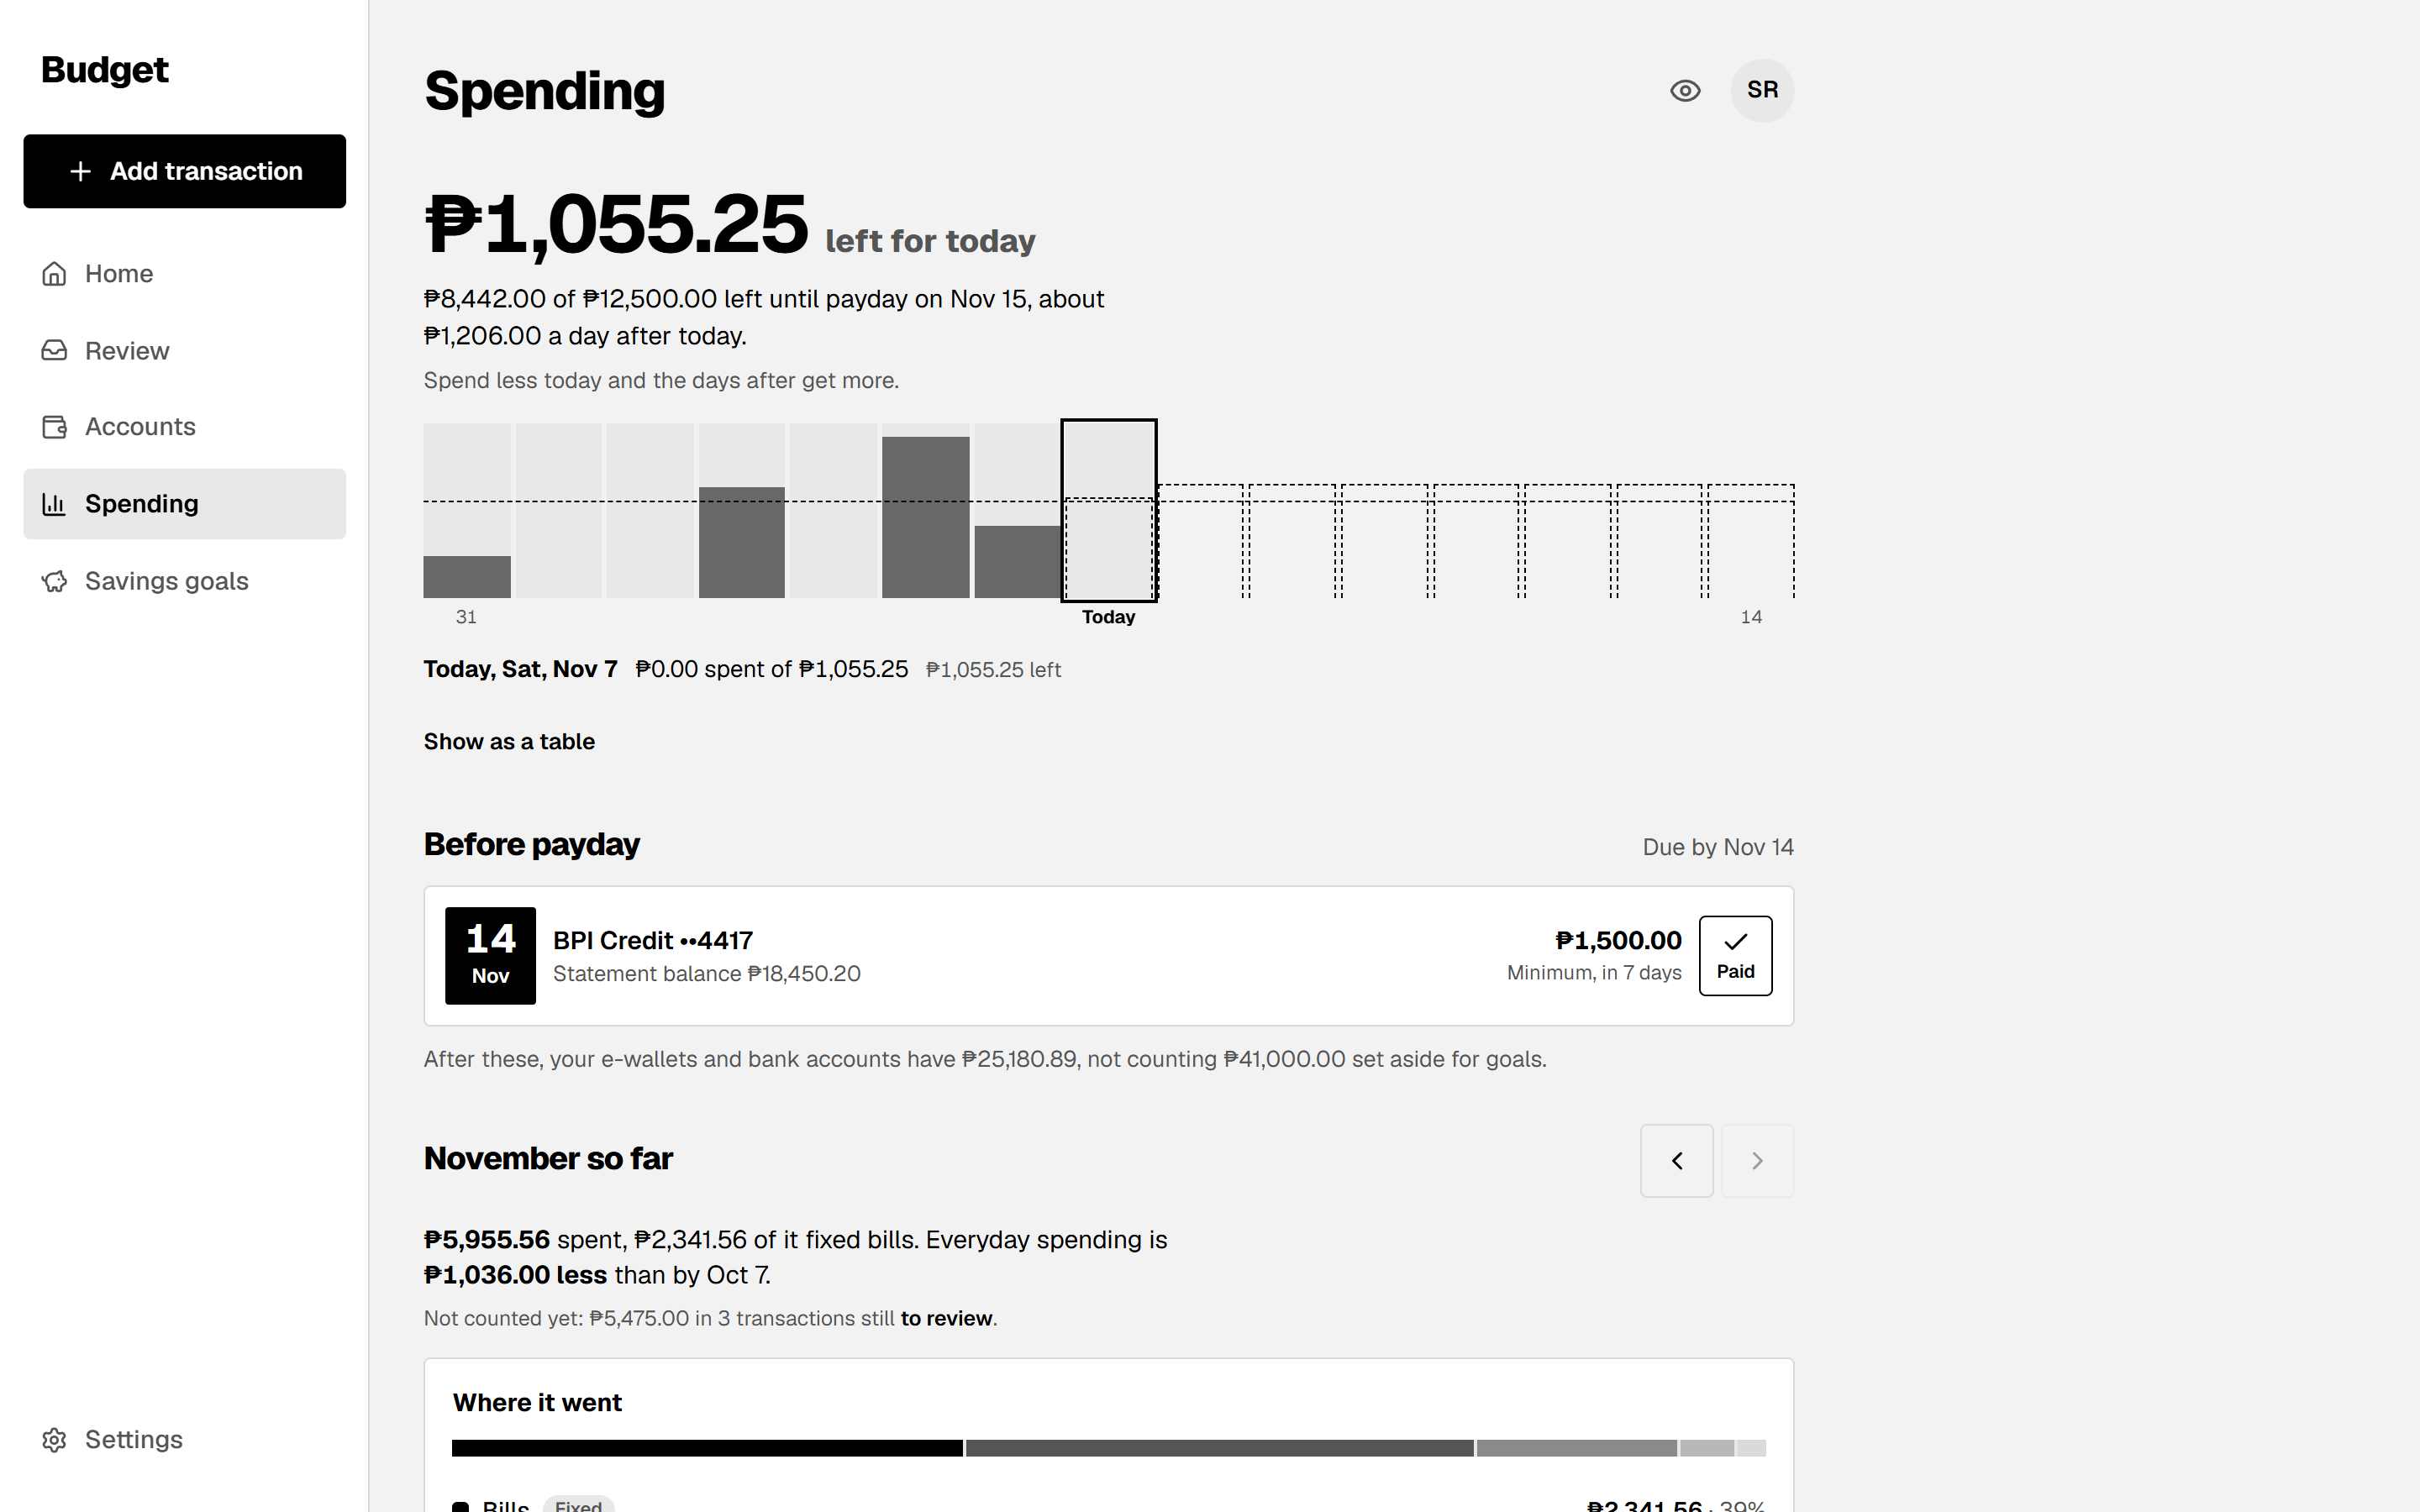 Budget
Add transaction
Home
Review
Accounts
Spending
Savings goals
Settings
Spending
SR
₱1,055.25 left for today
₱8,442.00 of ₱12,500.00 left until payday on Nov 15, about
₱1,206.00 a day after today.
Spend less today and the days after get more.
31
Today
14
Today, Sat, Nov 7 ₱0.00 spent of ₱1,055.25 ₱1,055.25 left
Show as a table
Before payday
Due by Nov 14
14
Nov
BPI Credit ••4417
Statement balance ₱18,450.20
₱1,500.00
Minimum, in 7 days
Paid
After these, your e-wallets and bank accounts have ₱25,180.89, not counting ₱41,000.00 set aside for goals.
November so far
₱5,955.56 spent, ₱2,341.56 of it fixed bills. Everyday spending is
₱1,036.00 less than by Oct 7.
Not counted yet: ₱5,475.00 in 3 transactions still to review.
Where it went
Bills Fixed ₱2,341.56 · 39%